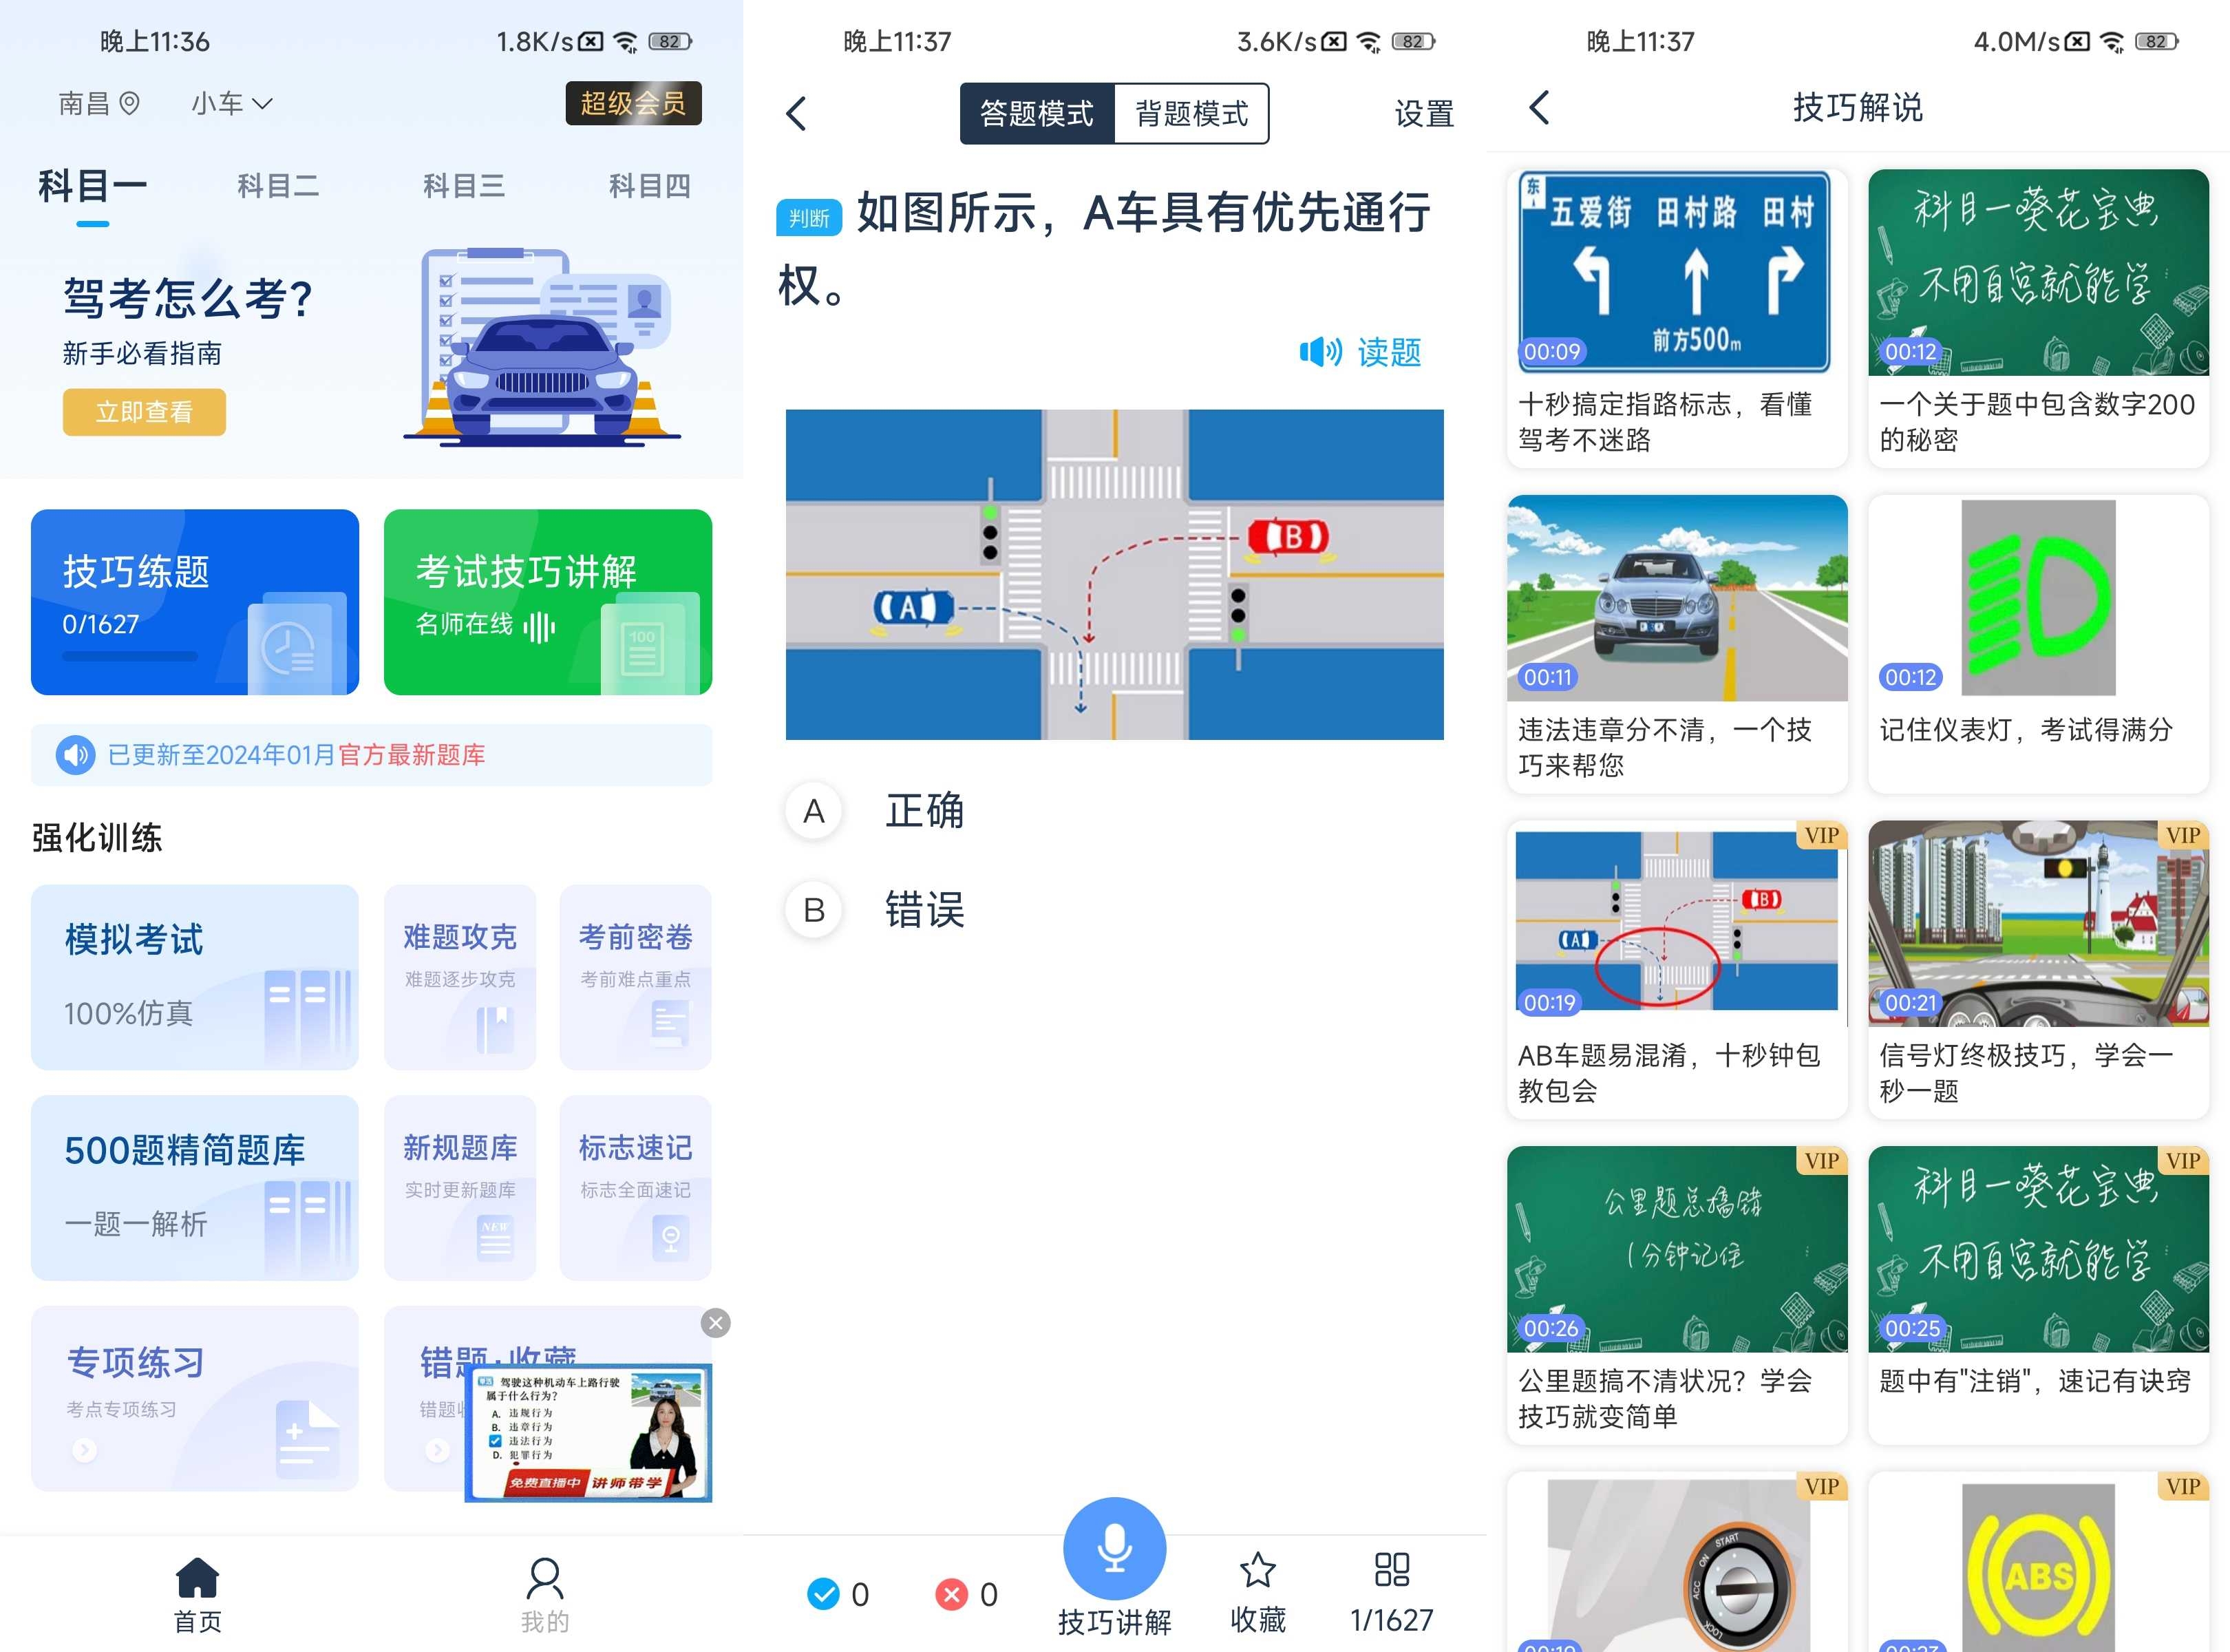 晚上11:36
1.8K/s
82
南昌
小车
超级会员
科目一
科目二
科目三
科目四
驾考怎么考?
新手必看指南
立即查看
技巧练题
0/1627
考试技巧讲解
名师在线
100
已更新至2024年01月官方最新题库
强化训练
模拟考试
100%仿真
难题攻克
难题逐步攻克
考前密卷
考前难点重点
500题精简题库
一题一解析
新规题库
实时更新题库
NEW
标志速记
标志全面速记
专项练习
考点专项练习
错题·收藏
错题
专项 驾驶这种机动车上路行驶
属于什么行为?
A. 违规行为
B. 违章行为
违法行为
D. 犯罪行为
免费直播中 讲师带学
首页
我的
晚上11:37
3.6K/s
82
答题模式
背题模式
设置
判断 如图所示，A车具有优先通行
权。
读题
B
A
A 正确
B 错误
0
0
技巧讲解
收藏
1/1627
晚上11:37
4.0M/s
82
技巧解说
东
五爱街 田村路 田村
前方500m
00:09
十秒搞定指路标志，看懂
驾考不迷路
科目一葵花宝典
不用自宫就能学
00:12
一个关于题中包含数字200
的秘密
00:11
违法违章分不清，一个技
巧来帮您
00:12
记住仪表灯，考试得满分
VIP
B
A
00:19
AB车题易混淆，十秒钟包
教包会
VIP
00:21
信号灯终极技巧，学会一
秒一题
VIP
公里题总搞错
1分钟记住
00:26
公里题搞不清状况？学会
技巧就变简单
VIP
科目一葵花宝典
不用自宫就能学
00:25
题中有"注销"，速记有诀窍
VIP
START
ON
ACC
LOCK
VIP
ABS